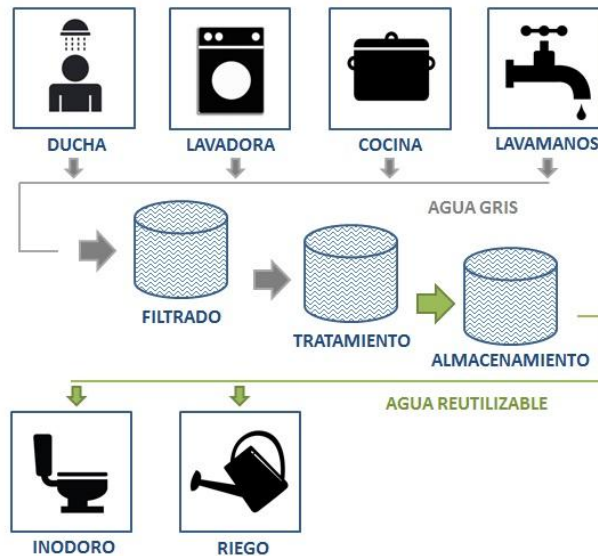 DUCHA
LAVADORA
COCINA
LAVAMANOS
AGUA GRIS
FILTRADO
TRATAMIENTO
ALMACENAMIENTO
AGUA REUTILIZABLE
INODORO
RIEGO